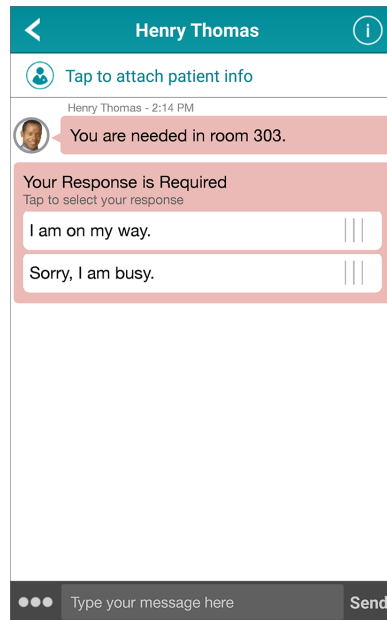 Henry Thomas
Tap to attach patient info
Henry Thomas - 2:14 PM
You are needed in room 303.
Your Response is Required
Tap to select your response
I am on my way.
Sorry, I am busy.
Type your message here
Send